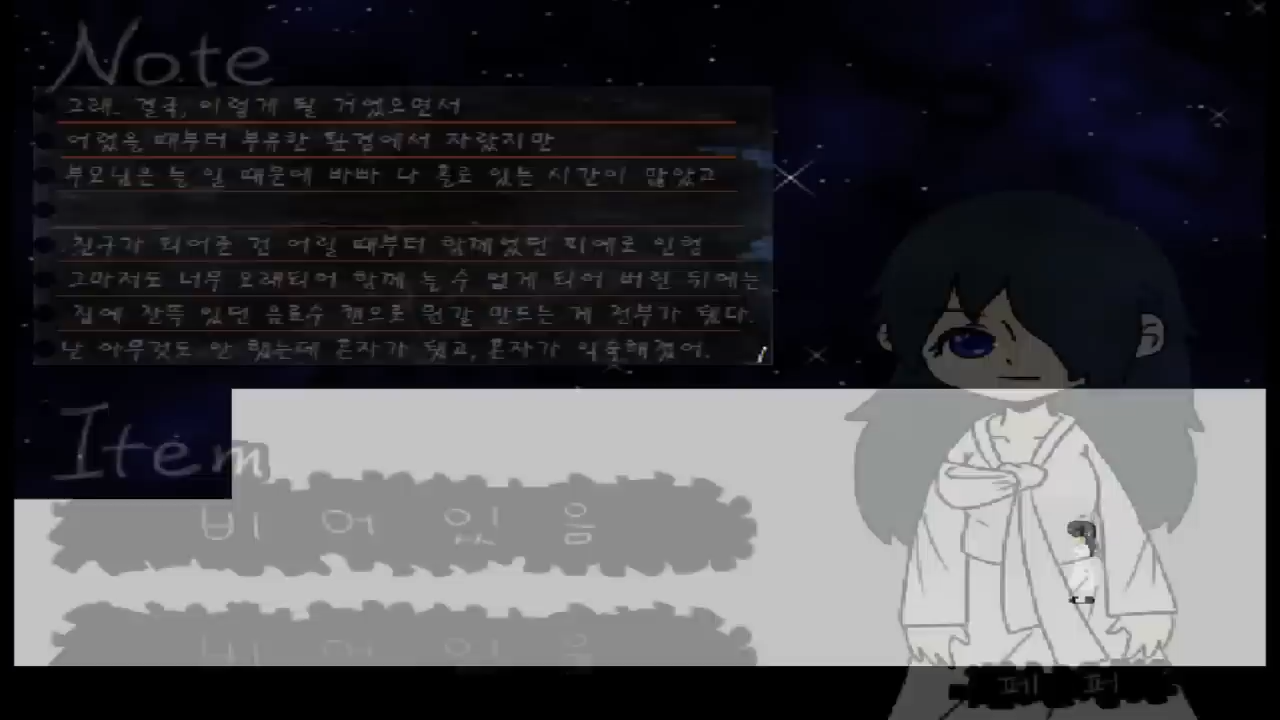 Note
그래. 결국, 이렇게 될 거였으면서
어렸을 때부터 부유한 환경에서 자랐지만
부모님은 늘 일 때문에 바빠 나 홀로 있는 시간이 많았고
친구가 되어준 건 어릴 때부터 함께였던 피에로 인형
그마저도 너무 오래되어 함께 놀 수 없게 되어 버린 뒤에는
집에 잔뜩 있던 음료수 캔으로 뭔갈 만드는 게 전부가 됐다.
난 아무것도 안 했는데 혼자가 됐고, 혼자가 익숙해졌어.
Item
비 어 있 음
비 어 있 음
페 퍼